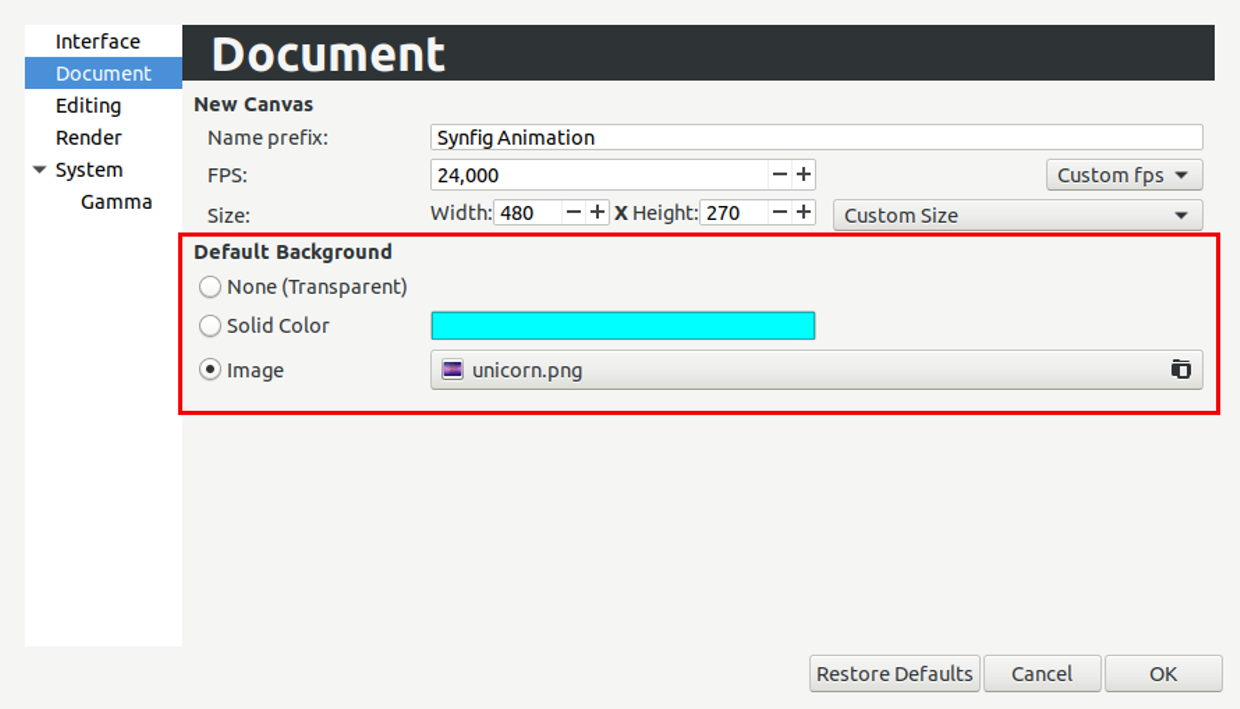 Interface
Document
Editing
Render
System
Gamma
Document
New Canvas
Name prefix: Synfig Animation
FPS: 24,000 − + Custom fps
Size: Width: 480 − + X Height: 270 − + Custom Size
Default Background
None (Transparent)
Solid Color
Image unicorn.png
Restore Defaults Cancel OK